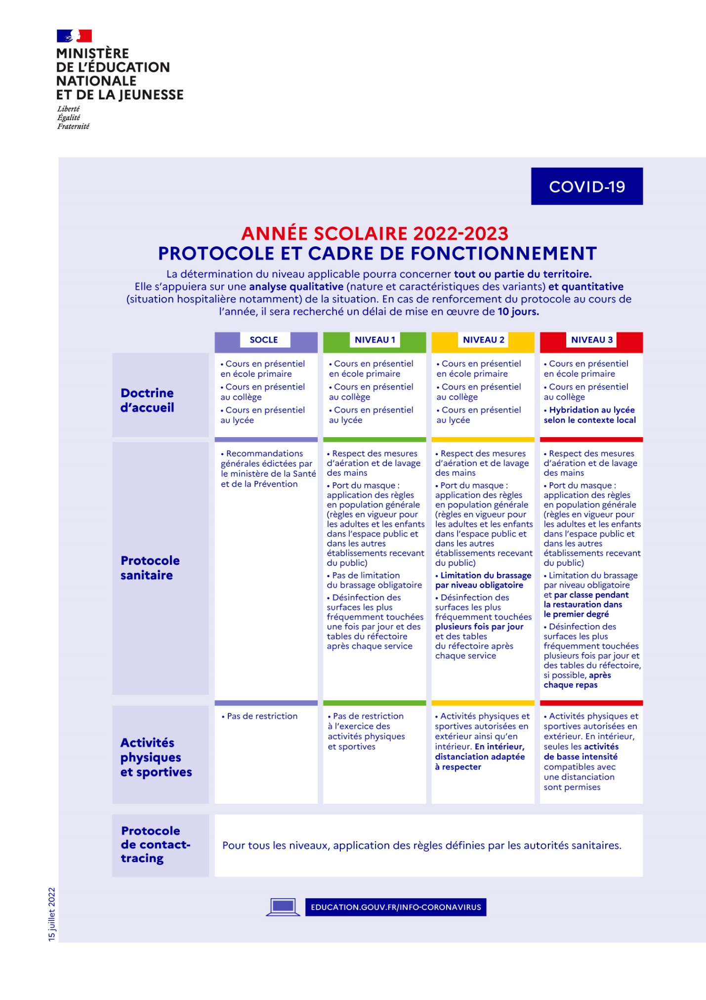 MINISTÈRE
DE L'ÉDUCATION
NATIONALE
ET DE LA JEUNESSE
Liberté
Égalité
Fraternité
COVID-19
ANNÉE SCOLAIRE 2022-2023
PROTOCOLE ET CADRE DE FONCTIONNEMENT
La détermination du niveau applicable pourra concerner tout ou partie du territoire.
Elle s'appuiera sur une analyse qualitative (nature et caractéristiques des variants) et quantitative
(situation hospitalière notamment) de la situation. En cas de renforcement du protocole au cours de
l'année, il sera recherché un délai de mise en œuvre de 10 jours.
SOCLE
NIVEAU 1
NIVEAU 2
NIVEAU 3
Doctrine
d'accueil
• Cours en présentiel
en école primaire
• Cours en présentiel
au collège
• Cours en présentiel
au lycée
• Cours en présentiel
en école primaire
• Cours en présentiel
au collège
• Cours en présentiel
au lycée
• Cours en présentiel
en école primaire
• Cours en présentiel
au collège
• Cours en présentiel
au lycée
• Cours en présentiel
en école primaire
• Cours en présentiel
au collège
• Hybridation au lycée
selon le contexte local
Protocole
sanitaire
• Recommandations
générales édictées par
le ministère de la Santé
et de la Prévention
• Respect des mesures
d'aération et de lavage
des mains
• Port du masque :
application des règles
en population générale
(règles en vigueur pour
les adultes et les enfants
dans l'espace public et
dans les autres
établissements recevant
du public)
• Pas de limitation
du brassage obligatoire
• Désinfection des
surfaces les plus
fréquemment touchées
une fois par jour et des
tables du réfectoire
après chaque service
• Respect des mesures
d'aération et de lavage
des mains
• Port du masque :
application des règles
en population générale
(règles en vigueur pour
les adultes et les enfants
dans l'espace public et
dans les autres
établissements recevant
du public)
• Limitation du brassage
par niveau obligatoire
• Désinfection des
surfaces les plus
fréquemment touchées
plusieurs fois par jour
et des tables
du réfectoire après
chaque service
• Respect des mesures
d'aération et de lavage
des mains
• Port du masque :
application des règles
en population générale
(règles en vigueur pour
les adultes et les enfants
dans l'espace public et
dans les autres
établissements recevant
du public)
• Limitation du brassage
par niveau obligatoire
et par classe pendant
la restauration dans
le premier degré
• Désinfection des
surfaces les plus
fréquemment touchées
plusieurs fois par jour et
des tables du réfectoire,
si possible, après
chaque repas
Activités
physiques
et sportives
• Pas de restriction
• Pas de restriction
à l'exercice des
activités physiques
et sportives
• Activités physiques et
sportives autorisées en
extérieur ainsi qu'en
intérieur. En intérieur,
distanciation adaptée
à respecter
• Activités physiques et
sportives autorisées en
extérieur. En intérieur,
seules les activités
de basse intensité
compatibles avec
une distanciation
sont permises
Protocole
de contact-
tracing
Pour tous les niveaux, application des règles définies par les autorités sanitaires.
EDUCATION.GOUV.FR/INFO-CORONAVIRUS
15 juillet 2022